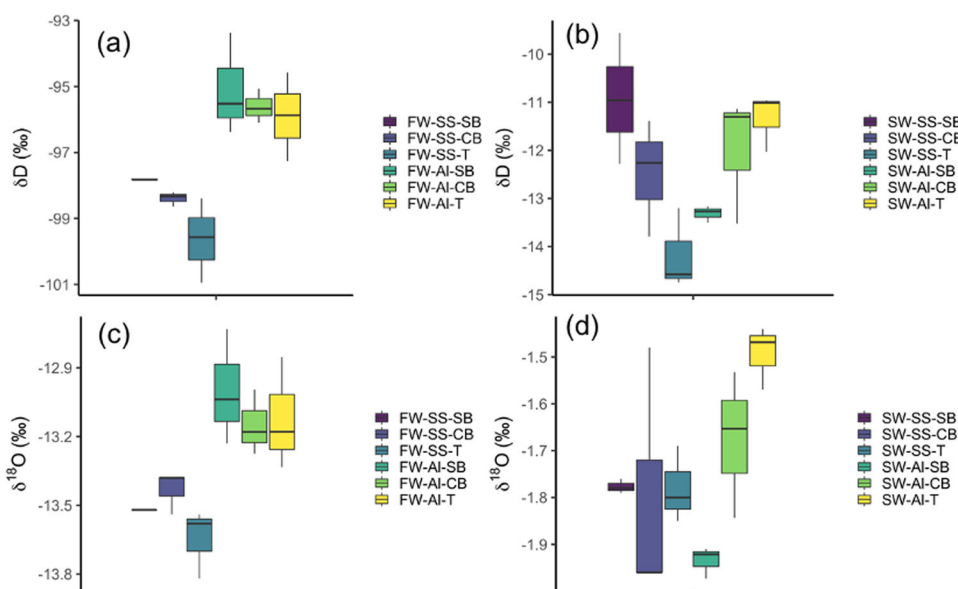 (a)
δD (‰)
-93
-95
-97
-99
-101
FW-SS-SB
FW-SS-CB
FW-SS-T
FW-AI-SB
FW-AI-CB
FW-AI-T
(b)
δD (‰)
-10
-11
-12
-13
-14
-15
SW-SS-SB
SW-SS-CB
SW-SS-T
SW-AI-SB
SW-AI-CB
SW-AI-T
(c)
δ¹⁸O (‰)
-12.9
-13.2
-13.5
-13.8
FW-SS-SB
FW-SS-CB
FW-SS-T
FW-AI-SB
FW-AI-CB
FW-AI-T
(d)
δ¹⁸O (‰)
-1.5
-1.6
-1.7
-1.8
-1.9
SW-SS-SB
SW-SS-CB
SW-SS-T
SW-AI-SB
SW-AI-CB
SW-AI-T